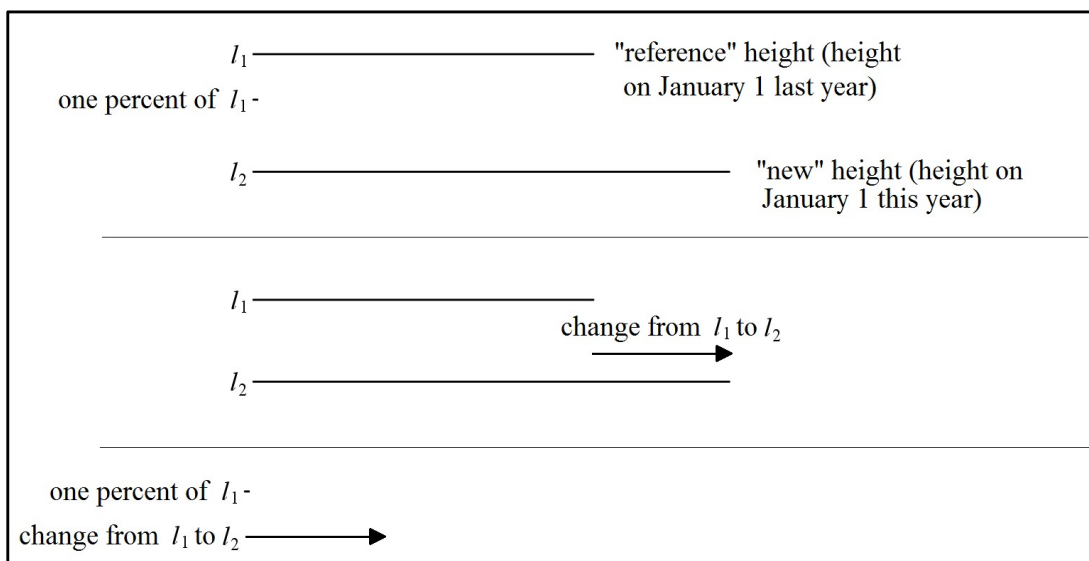 l₁ "reference" height (height
on January 1 last year)
one percent of l₁
l₂ "new" height (height on
January 1 this year)
l₁
change from l₁ to l₂
l₂
one percent of l₁
change from l₁ to l₂